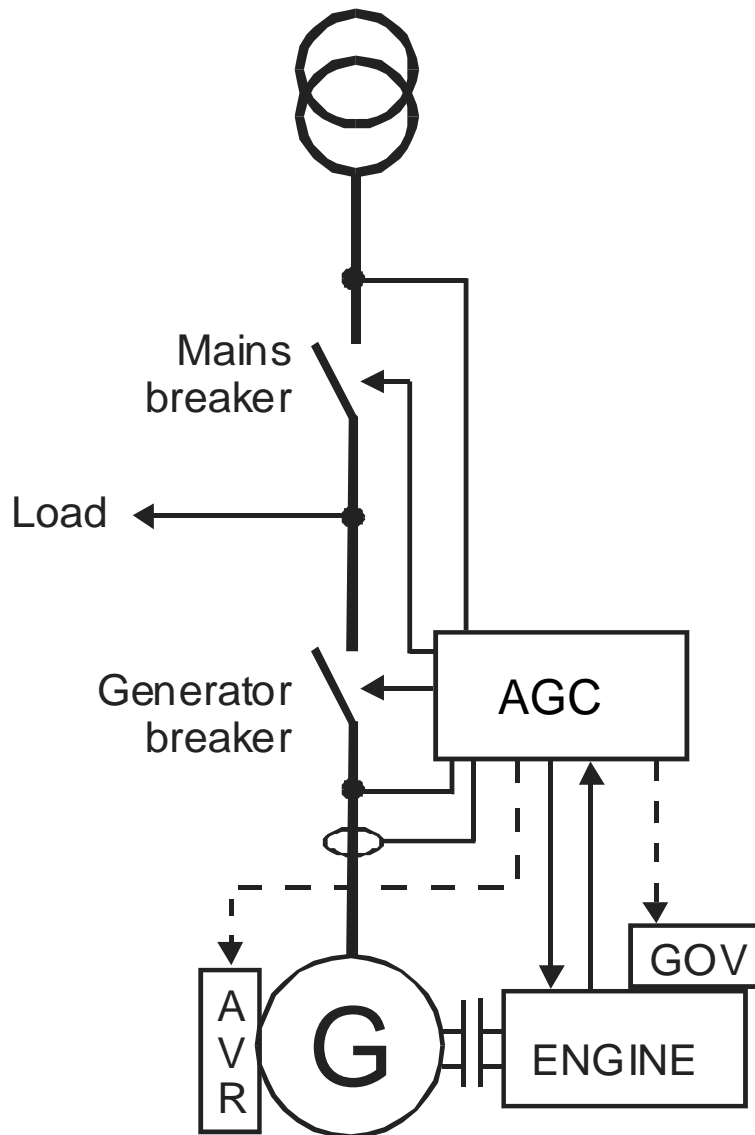 Mains
breaker
Load
AGC
Generator
breaker
GOV
A
V
R
G
ENGINE